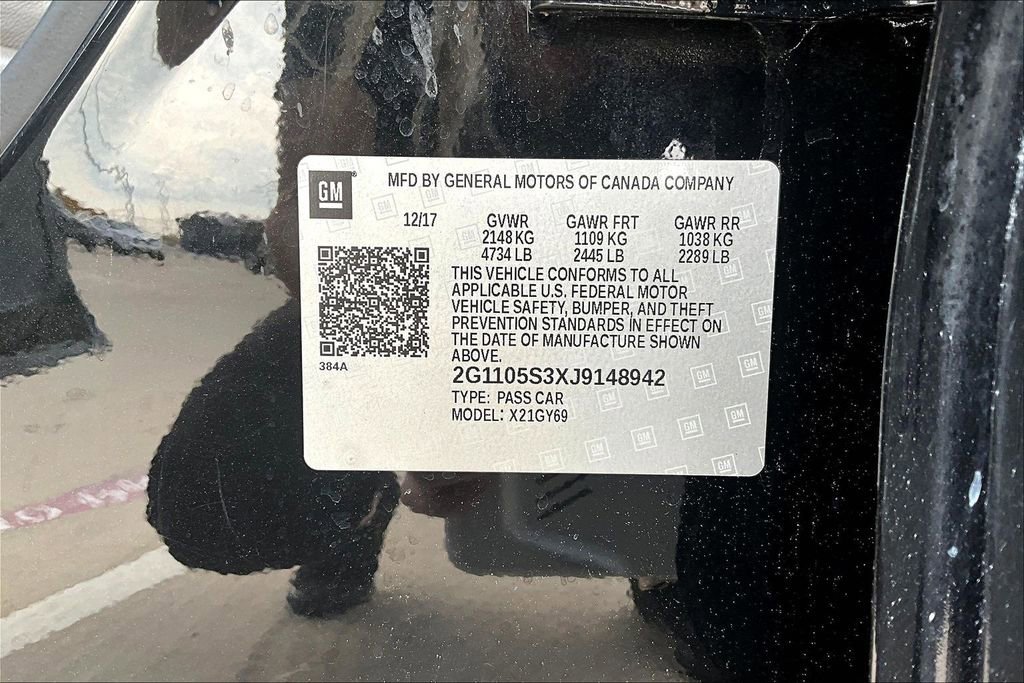 GM
MFD BY GENERAL MOTORS OF CANADA COMPANY
12/17 GVWR GAWR FRT GAWR RR
2148 KG 1109 KG 1038 KG
4734 LB 2445 LB 2289 LB
THIS VEHICLE CONFORMS TO ALL
APPLICABLE U.S. FEDERAL MOTOR
VEHICLE SAFETY, BUMPER, AND THEFT
PREVENTION STANDARDS IN EFFECT ON
THE DATE OF MANUFACTURE SHOWN
ABOVE.
384A
2G1105S3XJ9148942
TYPE: PASS CAR
MODEL: X21GY69